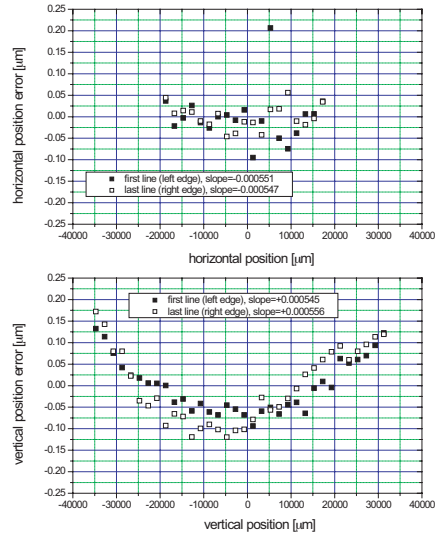 0.25
0.20
0.15
0.10
0.05
0.00
-0.05
-0.10
-0.15
-0.20
-0.25
horizontal position error [μm]
first line (left edge), slope=-0.000551
last line (right edge), slope=-0.000547
-40000 -30000 -20000 -10000 0 10000 20000 30000 40000
horizontal position [μm]
0.25
0.20
0.15
0.10
0.05
0.00
-0.05
-0.10
-0.15
-0.20
-0.25
vertical position error [μm]
first line (left edge), slope=+0.000545
last line (right edge), slope=+0.000556
-40000 -30000 -20000 -10000 0 10000 20000 30000 40000
vertical position [μm]